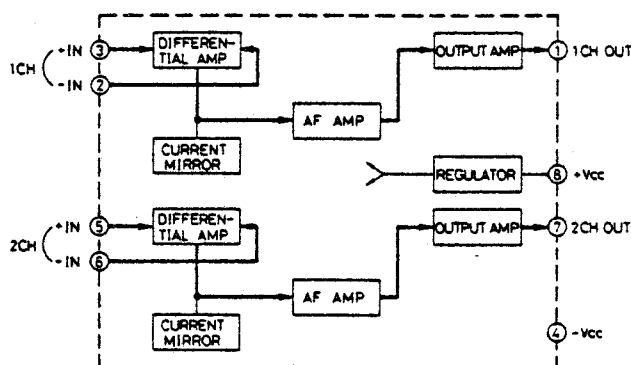 +IN ③ DIFFEREN-
TIAL AMP
OUTPUT AMP ① 1CH OUT
1CH
-IN ②
AF AMP
CURRENT
MIRROR
REGULATOR ⑧ +Vcc
+IN ⑤ DIFFEREN-
TIAL AMP
OUTPUT AMP ⑦ 2CH OUT
2CH
-IN ⑥
AF AMP
CURRENT
MIRROR
④ -Vcc